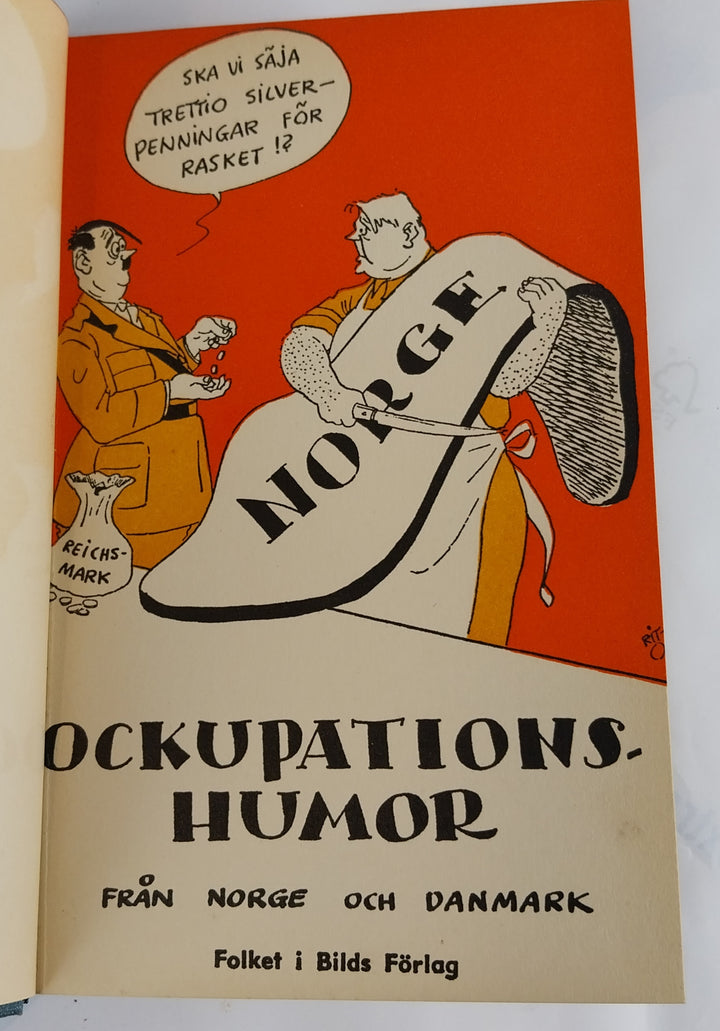 SKA Vi SÄJA
TRETTIO SILVER-
PENNINGAR FÖR
RASKET !?
NORGE
REICHS-
MARK
OCKUPATIONS-
HUMOR
FRÅN NORGE OCH DANMARK
Folket i Bilds Förlag